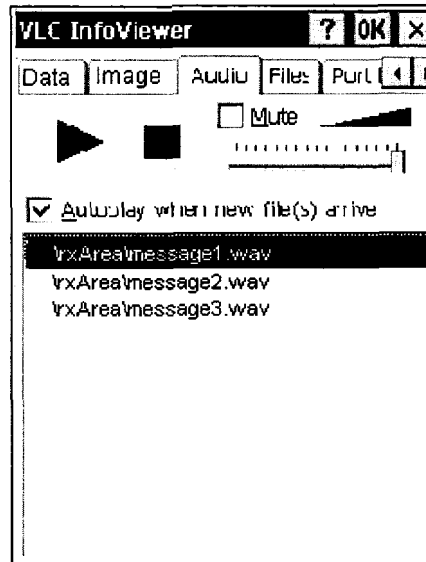 VLC InfoViewer ? OK ×
Data Image Audio Files Port
Mute
Autoplay when new file(s) arrive
\rxArea\message1.wav
\rxArea\message2.wav
\rxArea\message3.wav